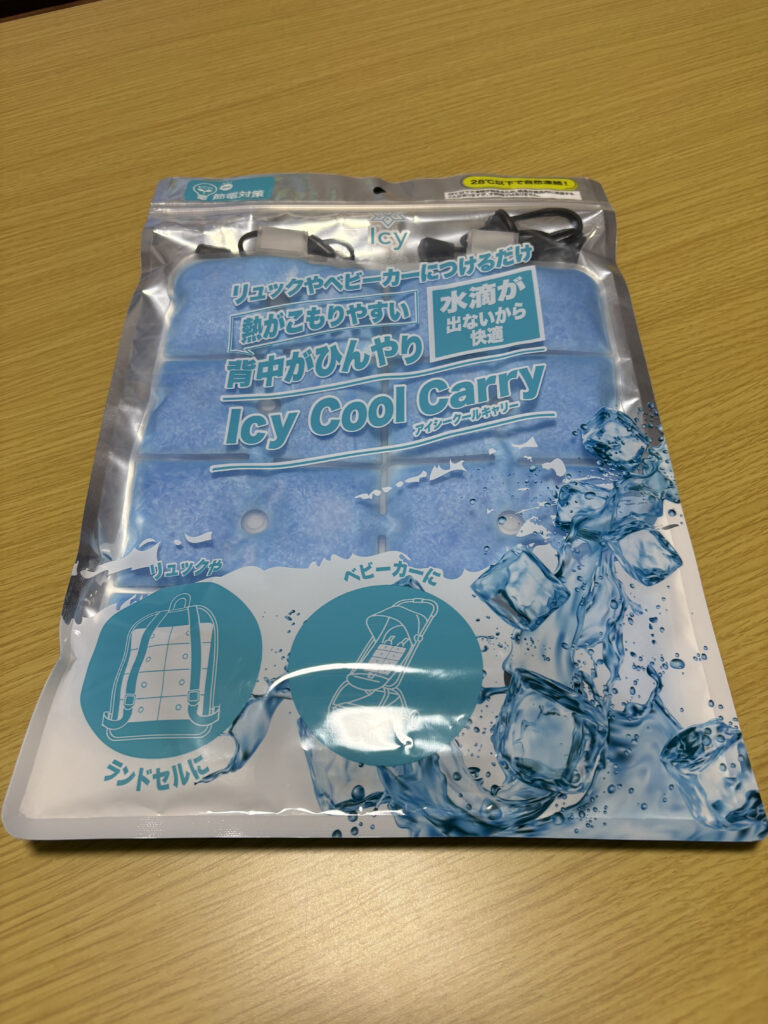 節電対策
28℃以下で自然凍結!
Icy
リュックやベビーカーにつけるだけ
熱がこもりやすい
背中がひんやり
水滴が
出ないから
快適
Icy Cool Carry
アイシークールキャリー
リュックや
ランドセルに
ベビーカーに